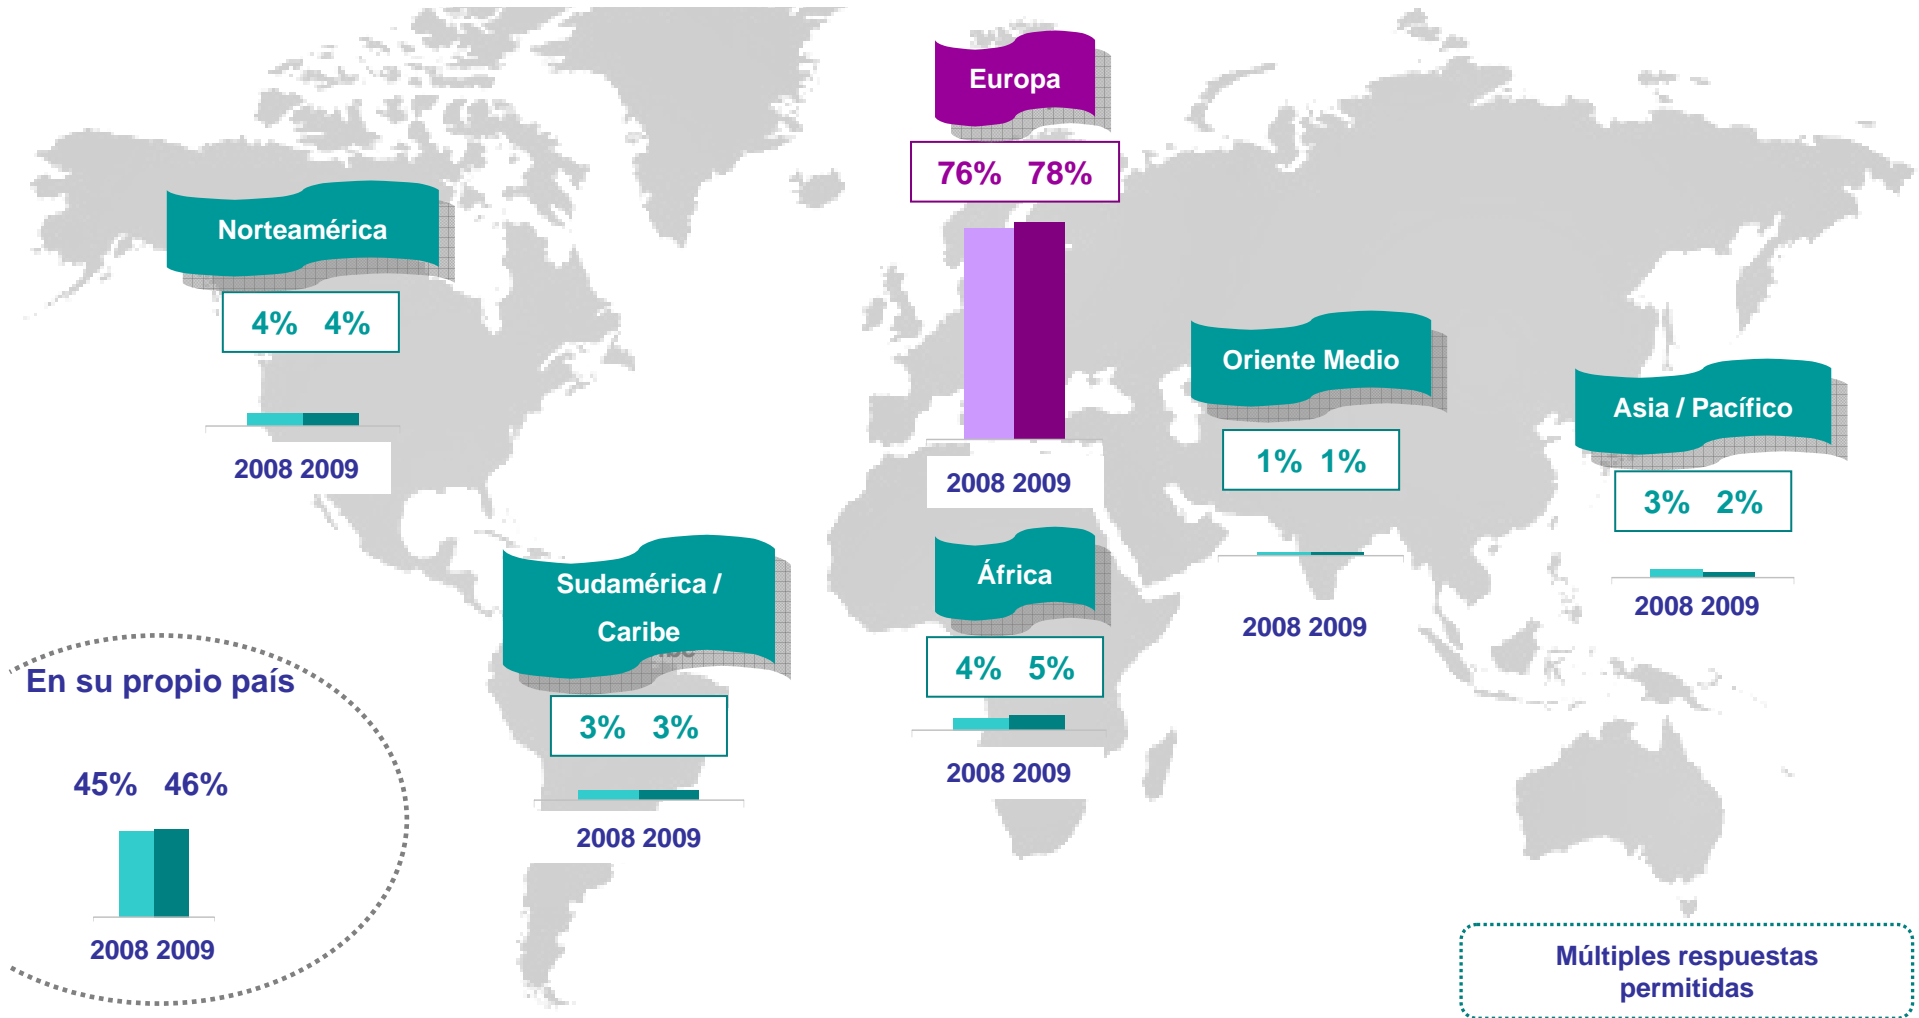 Europa
76% 78%
2008 2009
Norteamérica
4% 4%
2008 2009
Oriente Medio
1% 1%
2008 2009
Asia / Pacífico
3% 2%
2008 2009
Sudamérica /
Caribe
3% 3%
2008 2009
África
4% 5%
2008 2009
En su propio país
45% 46%
2008 2009
Múltiples respuestas
permitidas